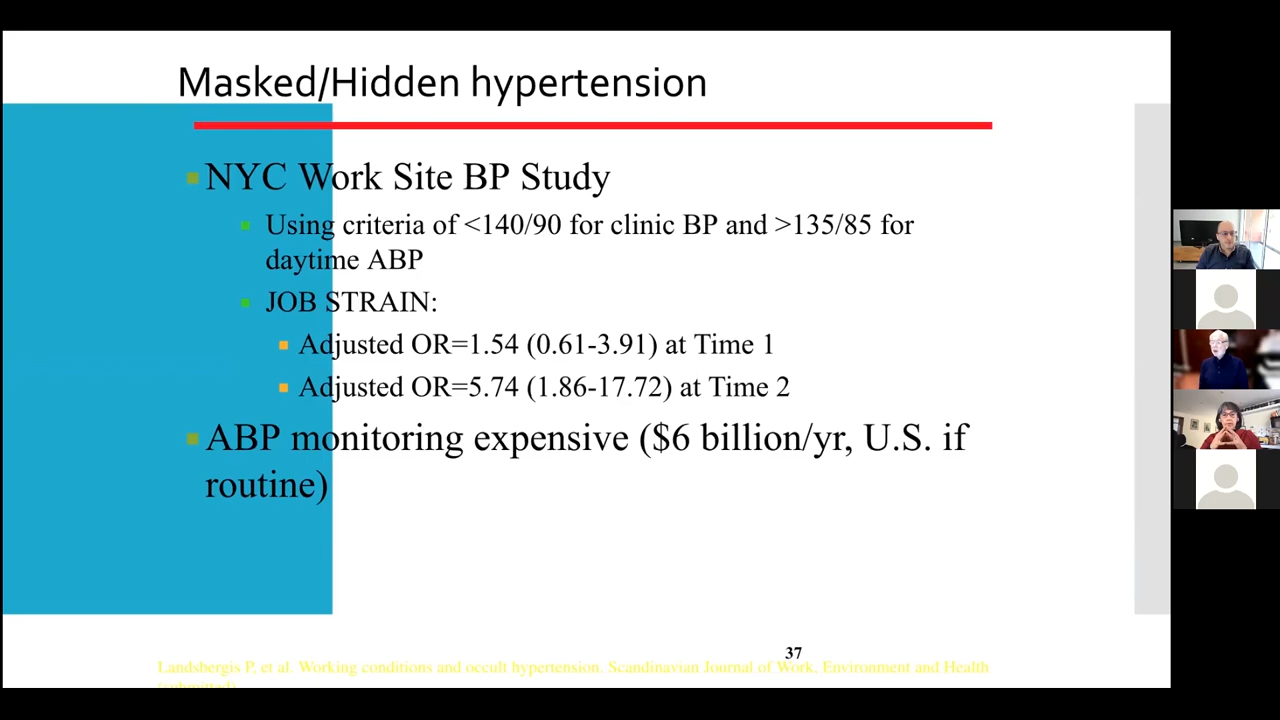 Masked/Hidden hypertension
NYC Work Site BP Study
Using criteria of <140/90 for clinic BP and >135/85 for
daytime ABP
JOB STRAIN:
Adjusted OR=1.54 (0.61-3.91) at Time 1
Adjusted OR=5.74 (1.86-17.72) at Time 2
ABP monitoring expensive ($6 billion/yr, U.S. if
routine)
37
Landsbergis P, et al. Working conditions and occult hypertension. Scandinavian Journal of Work, Environment and Health
(submitted)